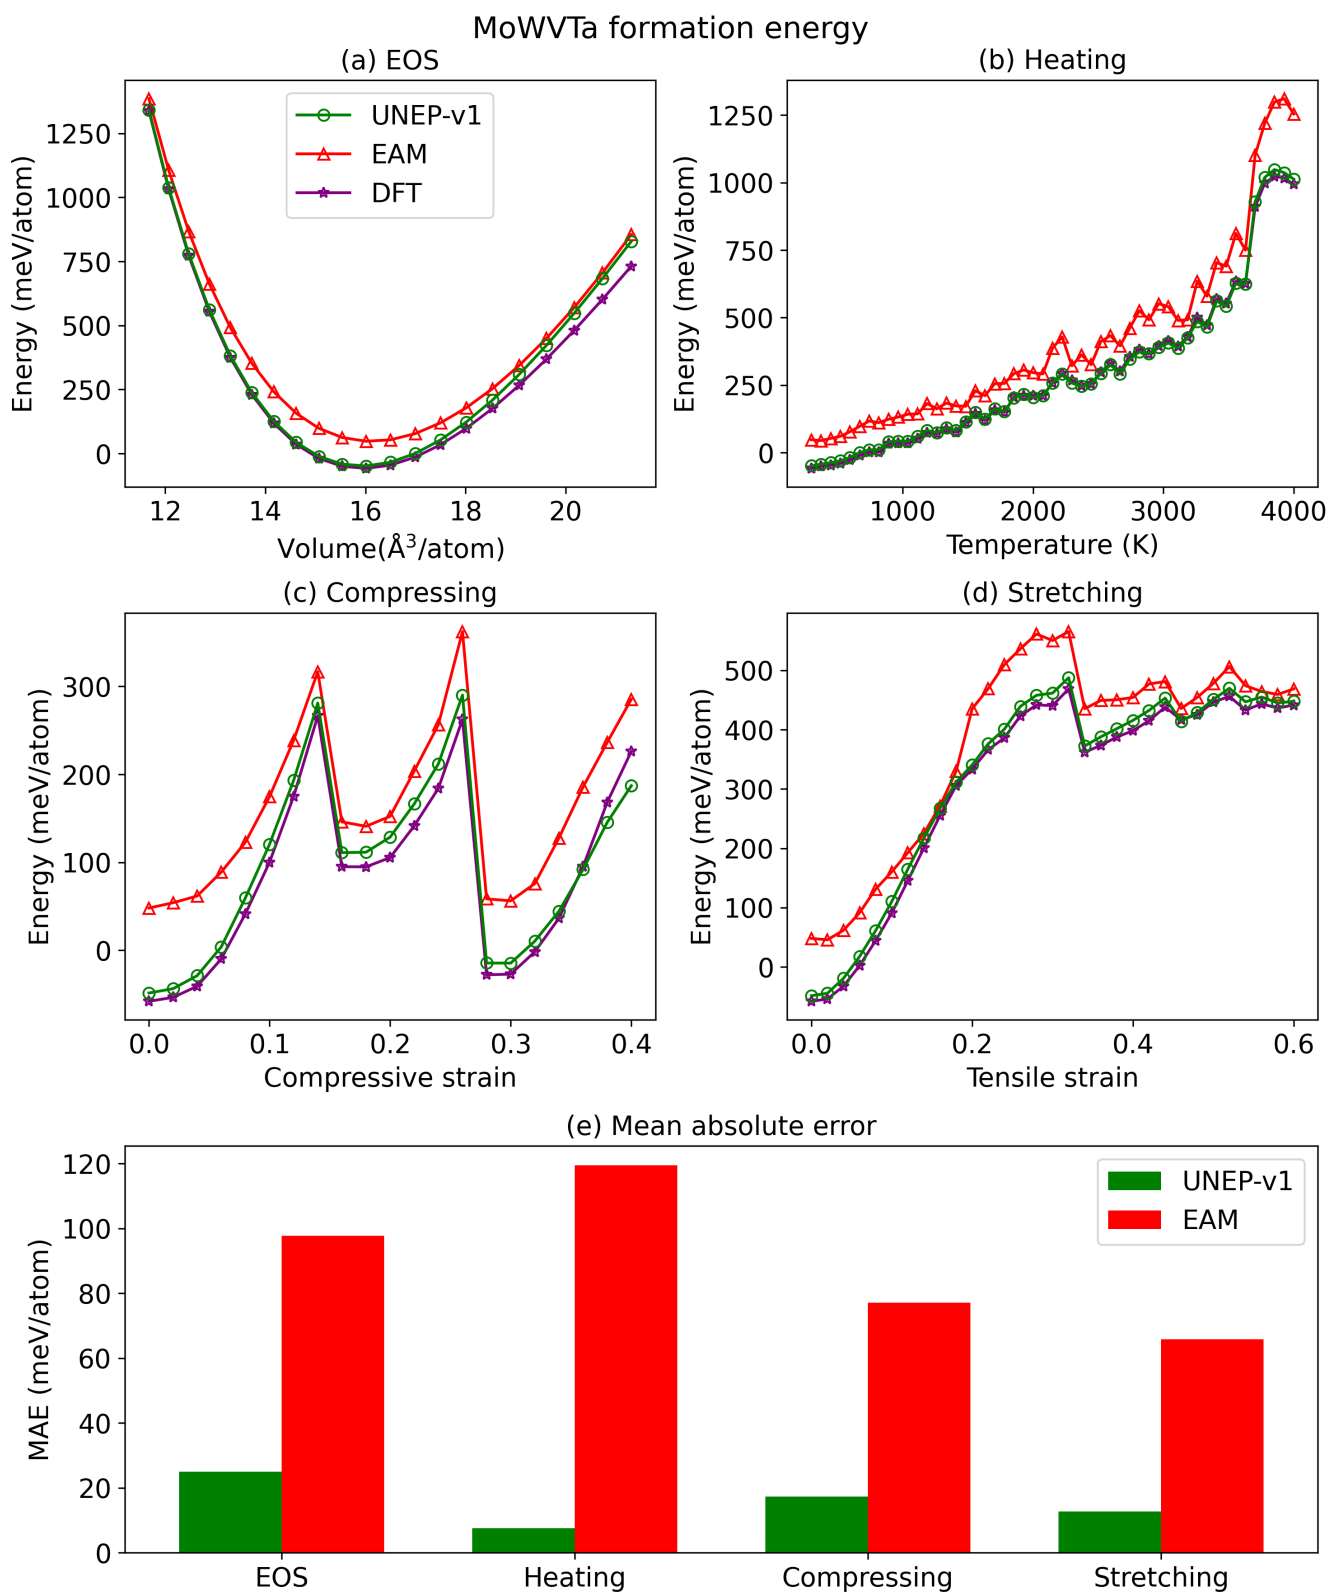 MoWVTa formation energy
(a) EOS
Energy (meV/atom)
1250
1000
750
500
250
0
UNEP-v1
EAM
DFT
12 14 16 18 20
Volume(Å³/atom)
(b) Heating
Energy (meV/atom)
1250
1000
750
500
250
0
1000 2000 3000 4000
Temperature (K)
(c) Compressing
Energy (meV/atom)
300
200
100
0
0.0 0.1 0.2 0.3 0.4
Compressive strain
(d) Stretching
Energy (meV/atom)
500
400
300
200
100
0
0.0 0.2 0.4 0.6
Tensile strain
(e) Mean absolute error
MAE (meV/atom)
120
100
80
60
40
20
0
UNEP-v1
EAM
EOS Heating Compressing Stretching